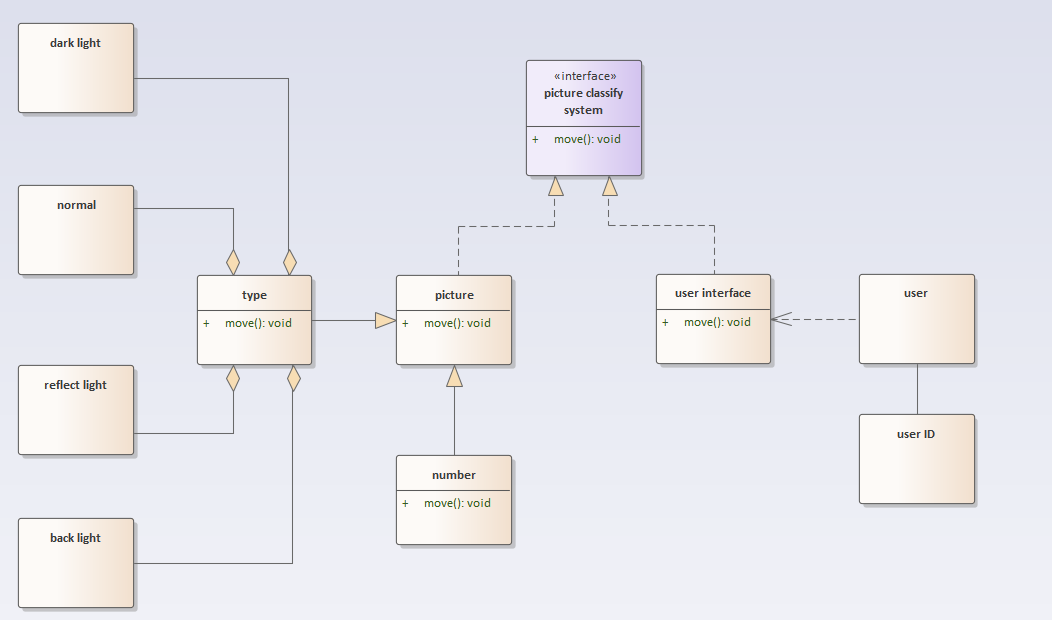 dark light
«interface»
picture classify
system
+ move(): void
normal
type
+ move(): void
picture
+ move(): void
user interface
+ move(): void
user
reflect light
number
+ move(): void
user ID
back light